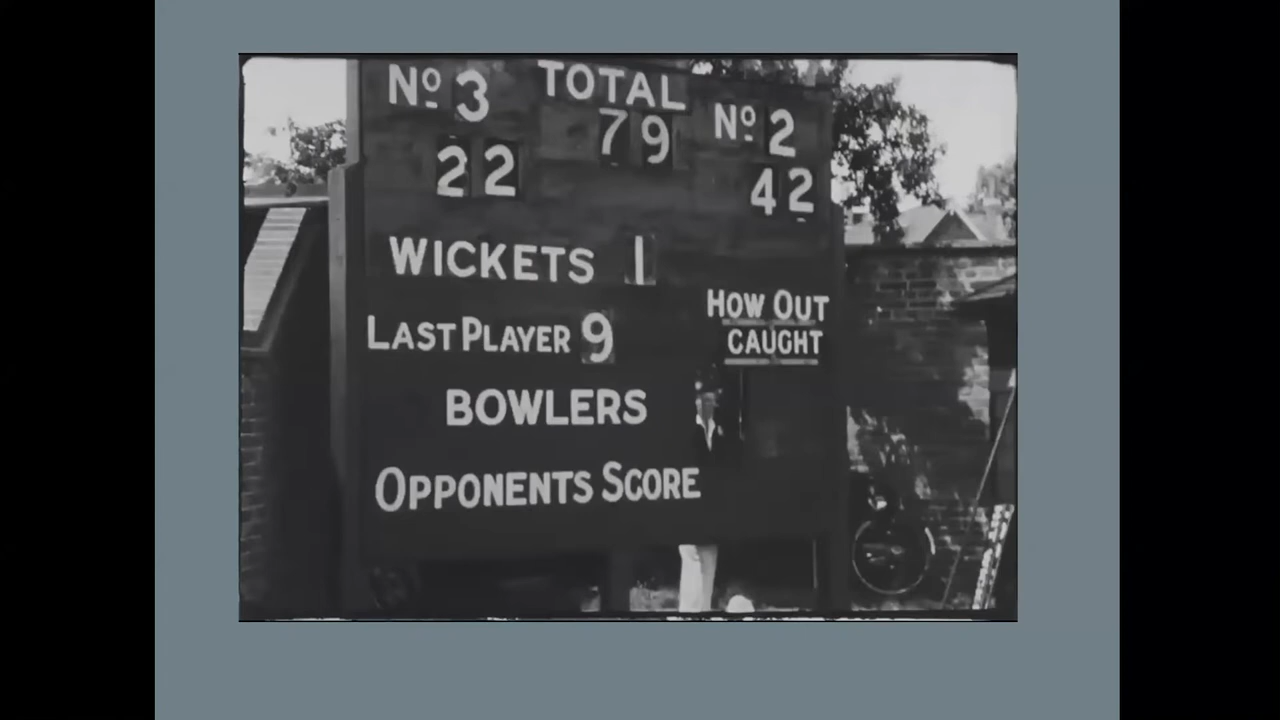 Nº 3 TOTAL Nº 2
79
22 42
WICKETS 1
HOW OUT
LAST PLAYER 9 CAUGHT
BOWLERS
OPPONENTS SCORE